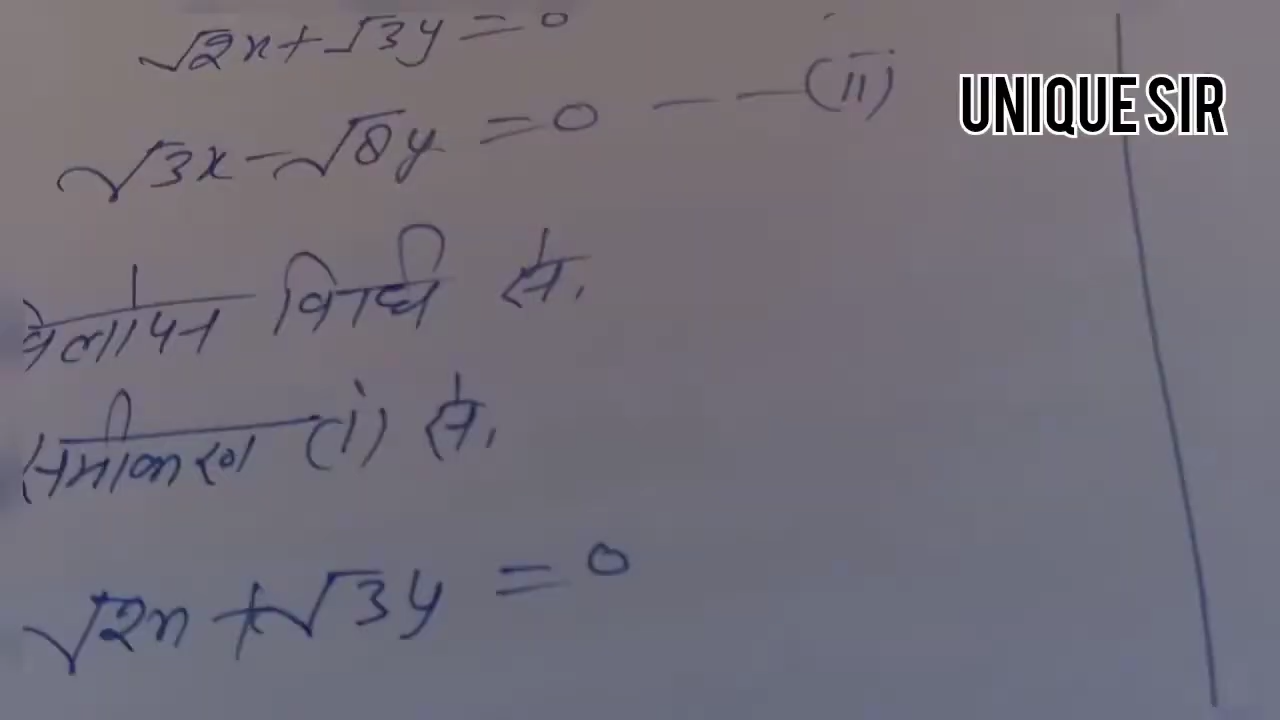 √2x + √3y = 0
√3x - √8y = 0 - - (ii)
UNIQUE SIR
वेलोपन विधि से,
समीकरण (i) से,
√2x + √3y = 0